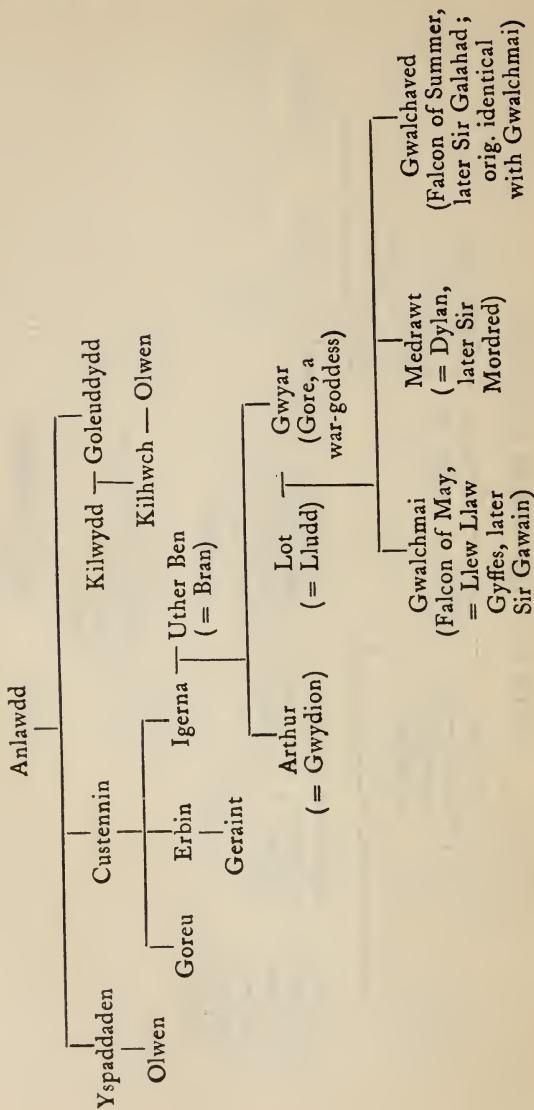 Anlawdd
Yspaddaden
Custennin
Kilwydd — Goleuddydd
Olwen
Kilhwch — Olwen
Goreu
Erbin
Igerna — Uther Ben
(= Bran)
Geraint
Arthur
(= Gwydion)
Lot — Gwyar
(= Lludd)
(Gore, a
war-goddess)
Gwalchmai
(Falcon of May,
= Llew Llaw
Gyffes, later
Sir Gawain)
Medrawt
(= Dylan,
later Sir
Mordred)
Gwalchaved
(Falcon of Summer,
later Sir Galahad;
orig. identical
with Gwalchmai)